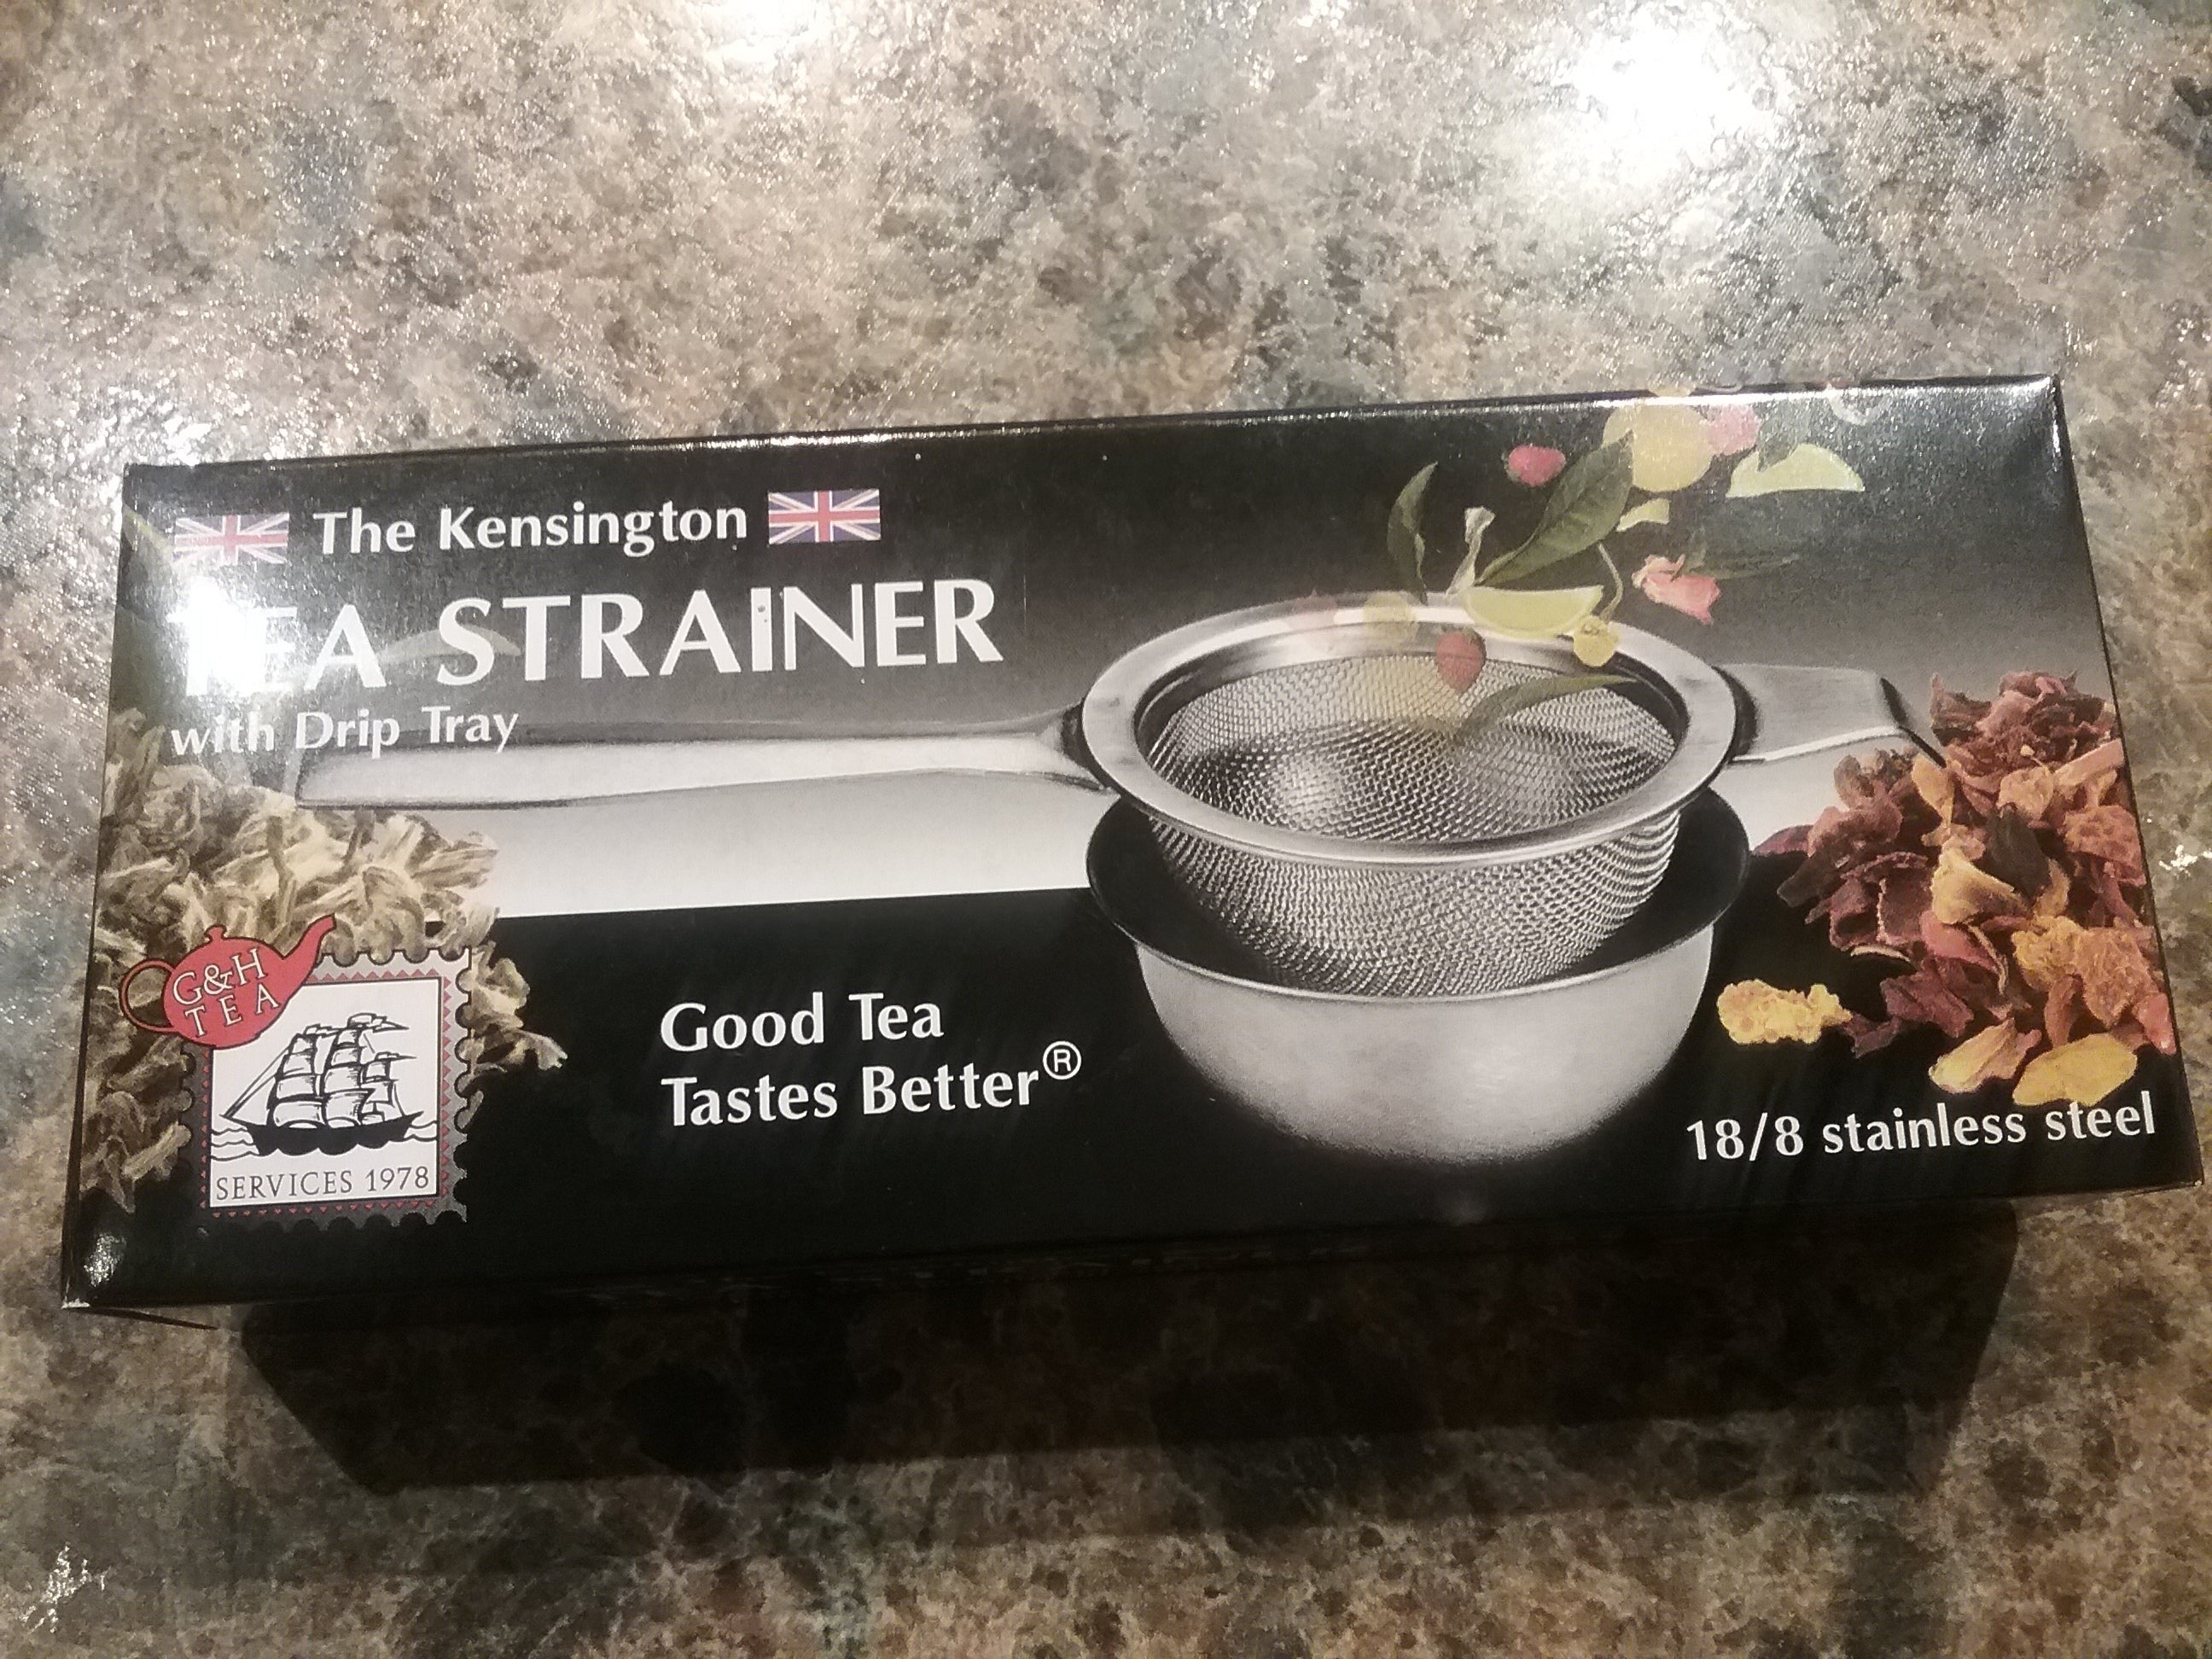 The Kensington
TEA STRAINER
with Drip Tray
G&H
TEA
SERVICES 1978
Good Tea
Tastes Better®
18/8 stainless steel